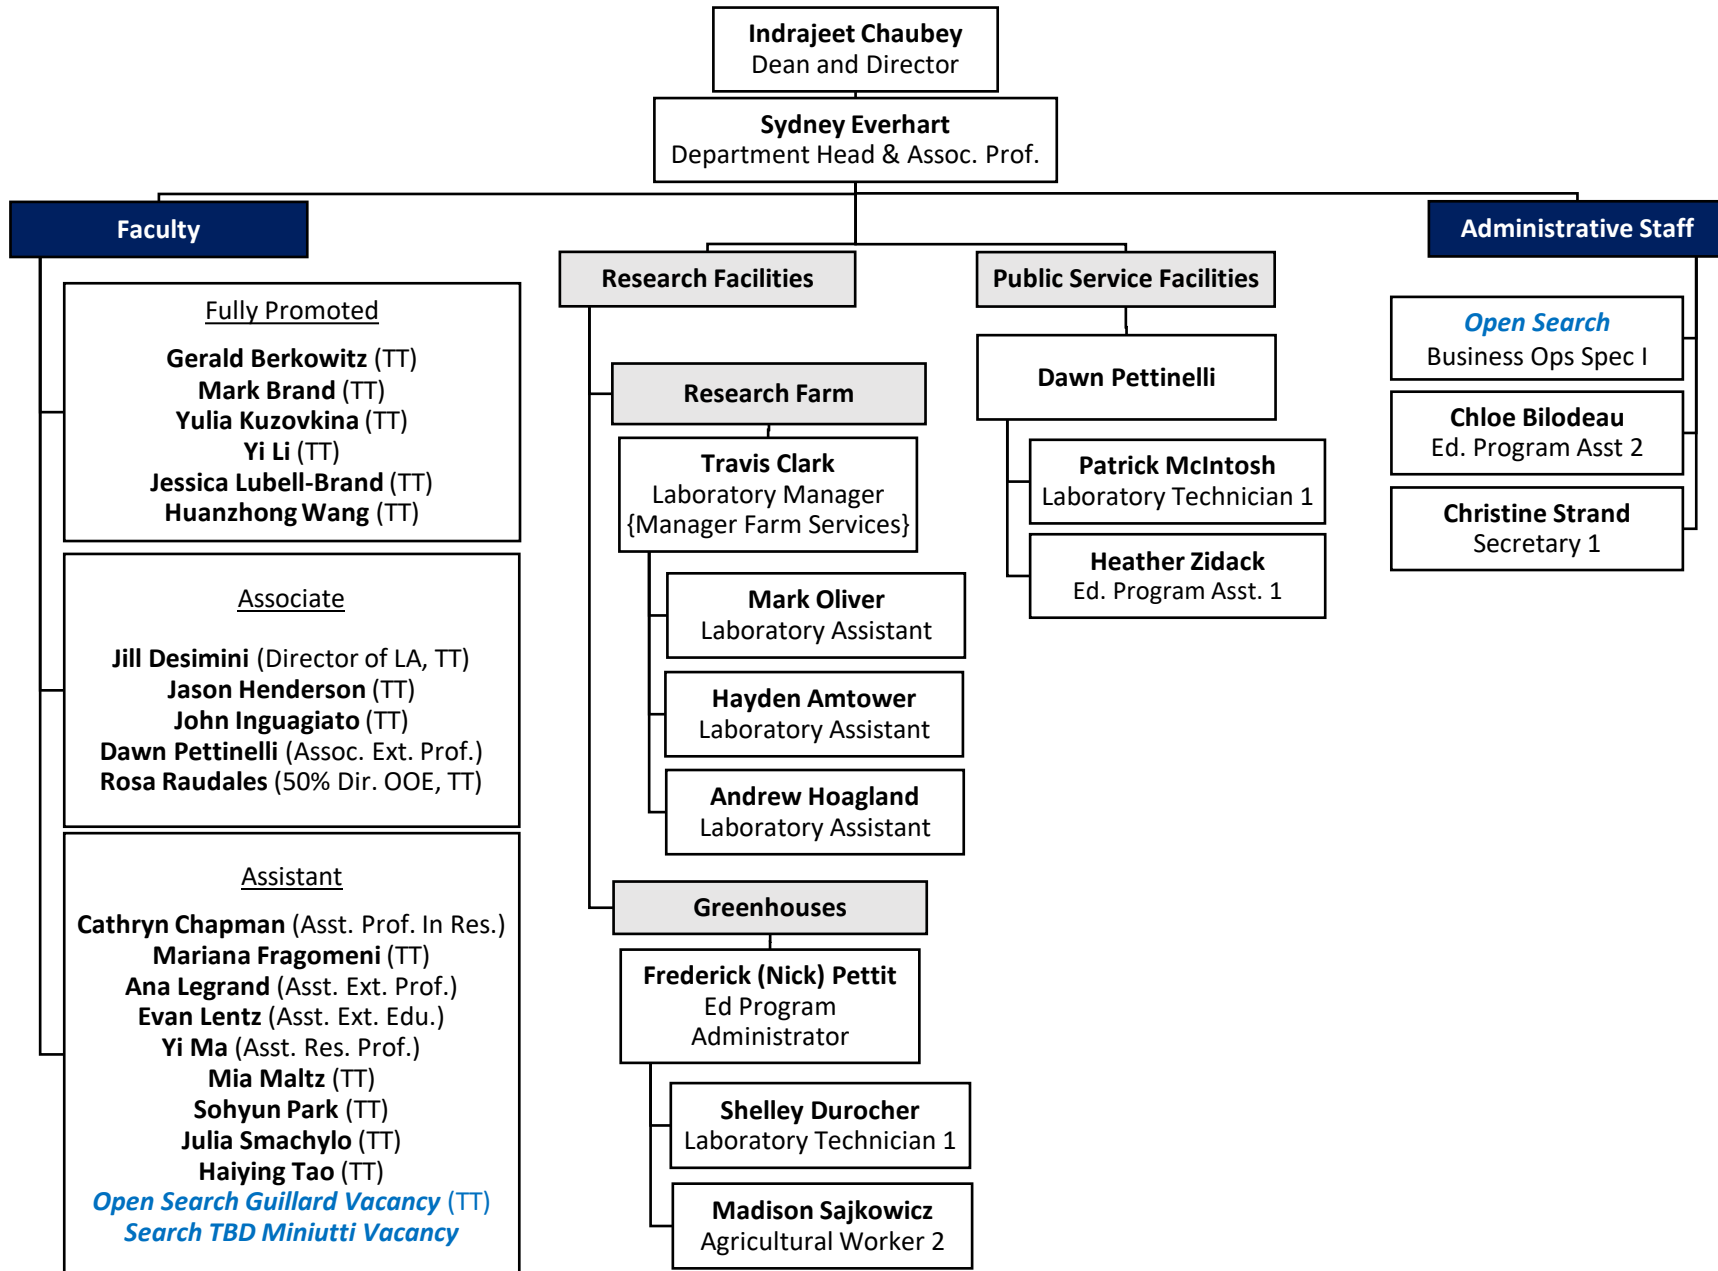 Indrajeet Chaubey
Dean and Director
Sydney Everhart
Department Head & Assoc. Prof.
Faculty
Fully Promoted
Gerald Berkowitz (TT)
Mark Brand (TT)
Yulia Kuzovkina (TT)
Yi Li (TT)
Jessica Lubell-Brand (TT)
Huanzhong Wang (TT)
Associate
Jill Desimini (Director of LA, TT)
Jason Henderson (TT)
John Inguagiato (TT)
Dawn Pettinelli (Assoc. Ext. Prof.)
Rosa Raudales (50% Dir. OOE, TT)
Assistant
Cathryn Chapman (Asst. Prof. In Res.)
Mariana Fragomeni (TT)
Ana Legrand (Asst. Ext. Prof.)
Evan Lentz (Asst. Ext. Edu.)
Yi Ma (Asst. Res. Prof.)
Mia Maltz (TT)
Sohyun Park (TT)
Julia Smachylo (TT)
Haiying Tao (TT)
Open Search Guillard Vacancy (TT)
Search TBD Miniutti Vacancy
Research Facilities
Research Farm
Travis Clark
Laboratory Manager
{Manager Farm Services}
Mark Oliver
Laboratory Assistant
Hayden Amtower
Laboratory Assistant
Andrew Hoagland
Laboratory Assistant
Greenhouses
Frederick (Nick) Pettit
Ed Program
Administrator
Shelley Durocher
Laboratory Technician 1
Madison Sajkowicz
Agricultural Worker 2
Public Service Facilities
Dawn Pettinelli
Patrick McIntosh
Laboratory Technician 1
Heather Zidack
Ed. Program Asst. 1
Administrative Staff
Open Search
Business Ops Spec I
Chloe Bilodeau
Ed. Program Asst 2
Christine Strand
Secretary 1